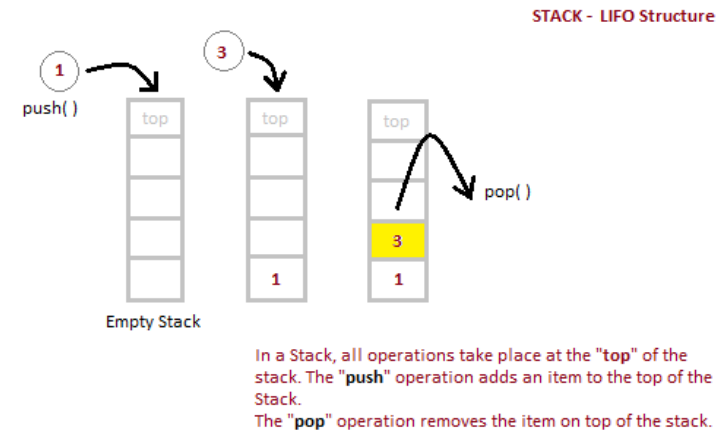 STACK - LIFO Structure
1
3
push( )
top
top
top
pop( )
3
1
1
Empty Stack
In a Stack, all operations take place at the "top" of the
stack. The "push" operation adds an item to the top of the
Stack.
The "pop" operation removes the item on top of the stack.